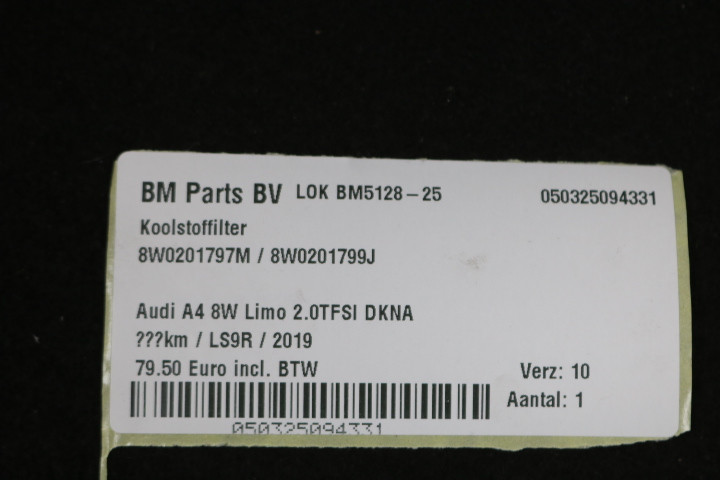 BM Parts BV LOK BM5128-25 050325094331
Koolstoffilter
8W0201797M / 8W0201799J
Audi A4 8W Limo 2.0TFSI DKNA
???km / LS9R / 2019
79.50 Euro incl. BTW Verz: 10
Aantal: 1
050325094331